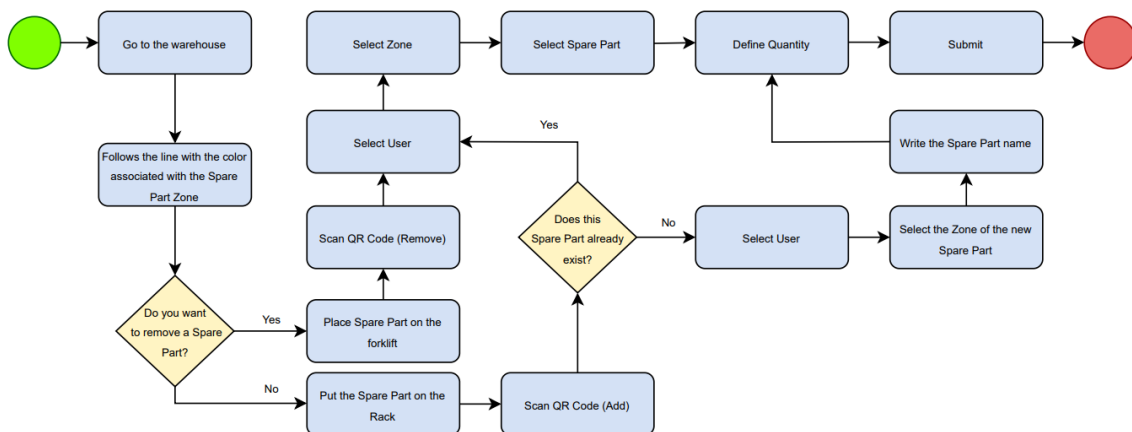 Go to the warehouse
Select Zone
Select Spare Part
Define Quantity
Submit
Follows the line with the color
associated with the Spare
Part Zone
Select User
Yes
Write the Spare Part name
Scan QR Code (Remove)
Does this
Spare Part already
exist?
No
Select User
Select the Zone of the new
Spare Part
Do you want
to remove a Spare
Part?
Yes
Place Spare Part on the
forklift
No
Put the Spare Part on the
Rack
Scan QR Code (Add)